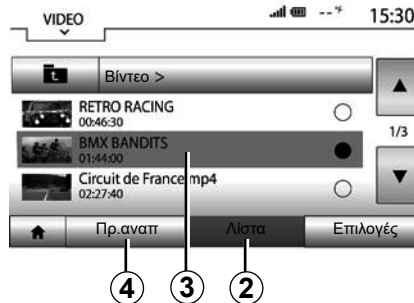 VIDEO --°F 15:30
Βίντεο >
RETRO RACING
00:46:30
1/3
BMX BANDITS
01:44:00
Circuit de France.mp4
02:27:40
Πρ.αναπ Λίστα Επιλογές
4 3 2